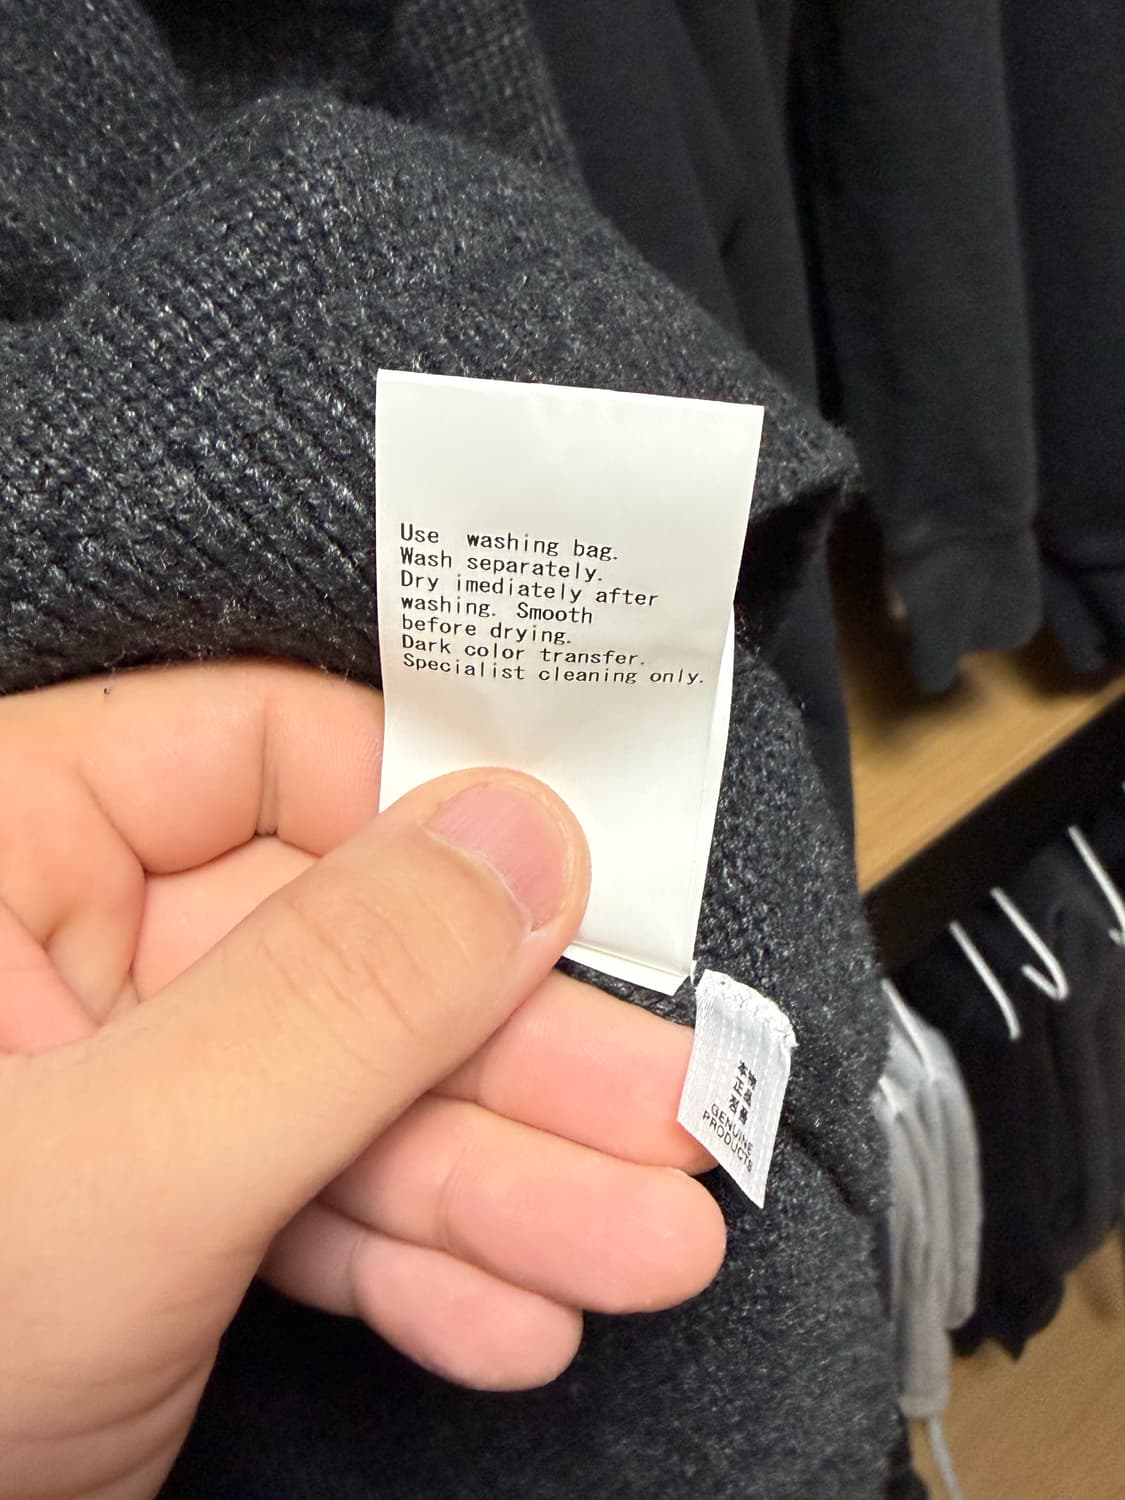 Use washing bag.
Wash separately.
Dry imediately after
washing. Smooth
before drying.
Dark color transfer.
Specialist cleaning only.
GENUINE
PRODUCTS